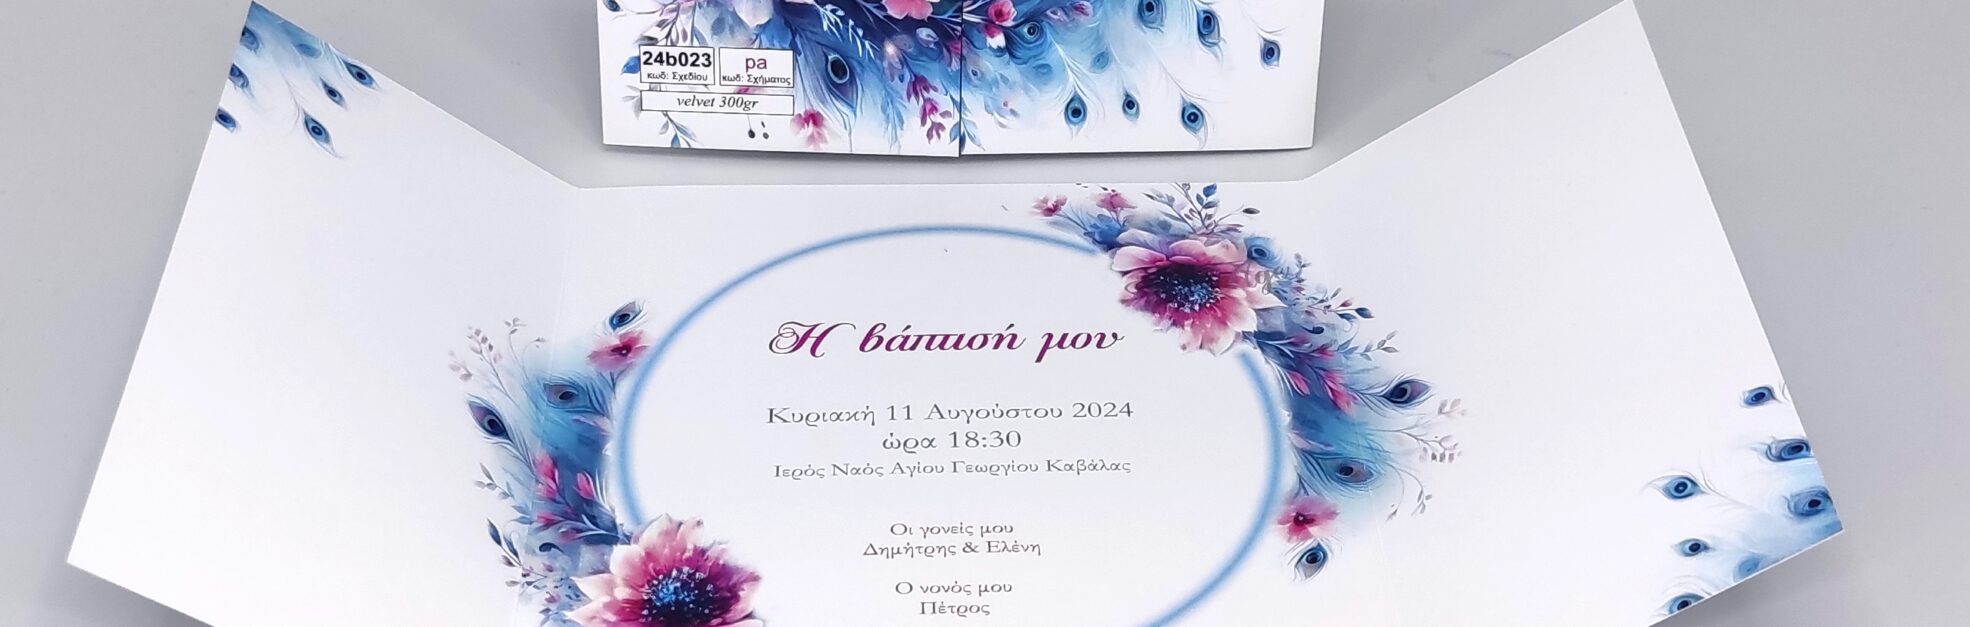 24b023
κωδ: Σχεδίου
pa
κωδ: Σχήματος
velvet 300gr
Η βάπτισή μου
Κυριακή 11 Αυγούστου 2024
ώρα 18:30
Ιερός Ναός Αγίου Γεωργίου Καβάλας
Οι γονείς μου
Δημήτρης & Ελένη
Ο νονός μου
Πέτρος